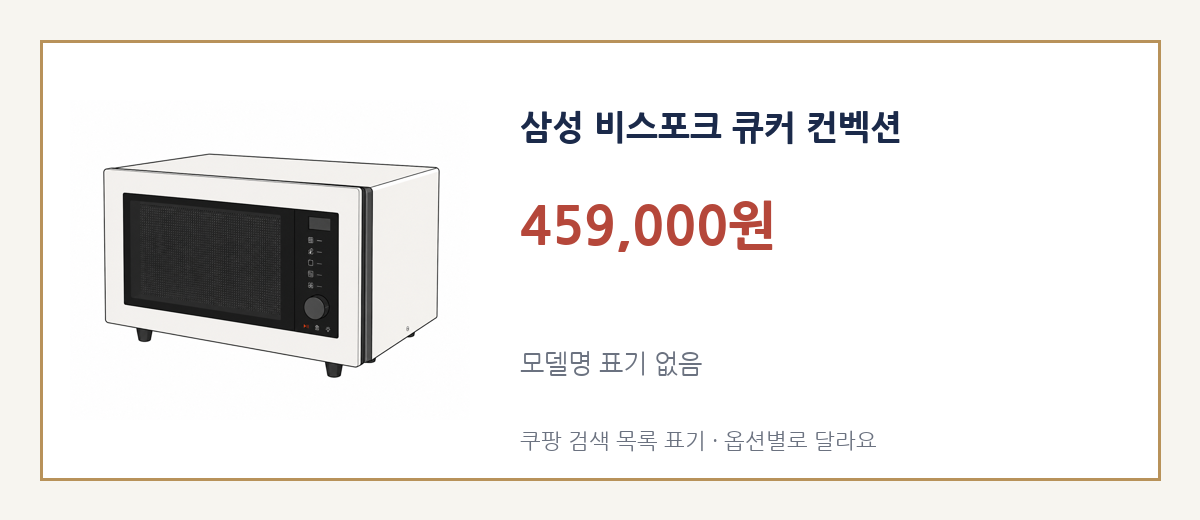 삼성 비스포크 큐커 컨벡션
459,000원
모델명 표기 없음
쿠팡 검색 목록 표기 · 옵션별로 달라요